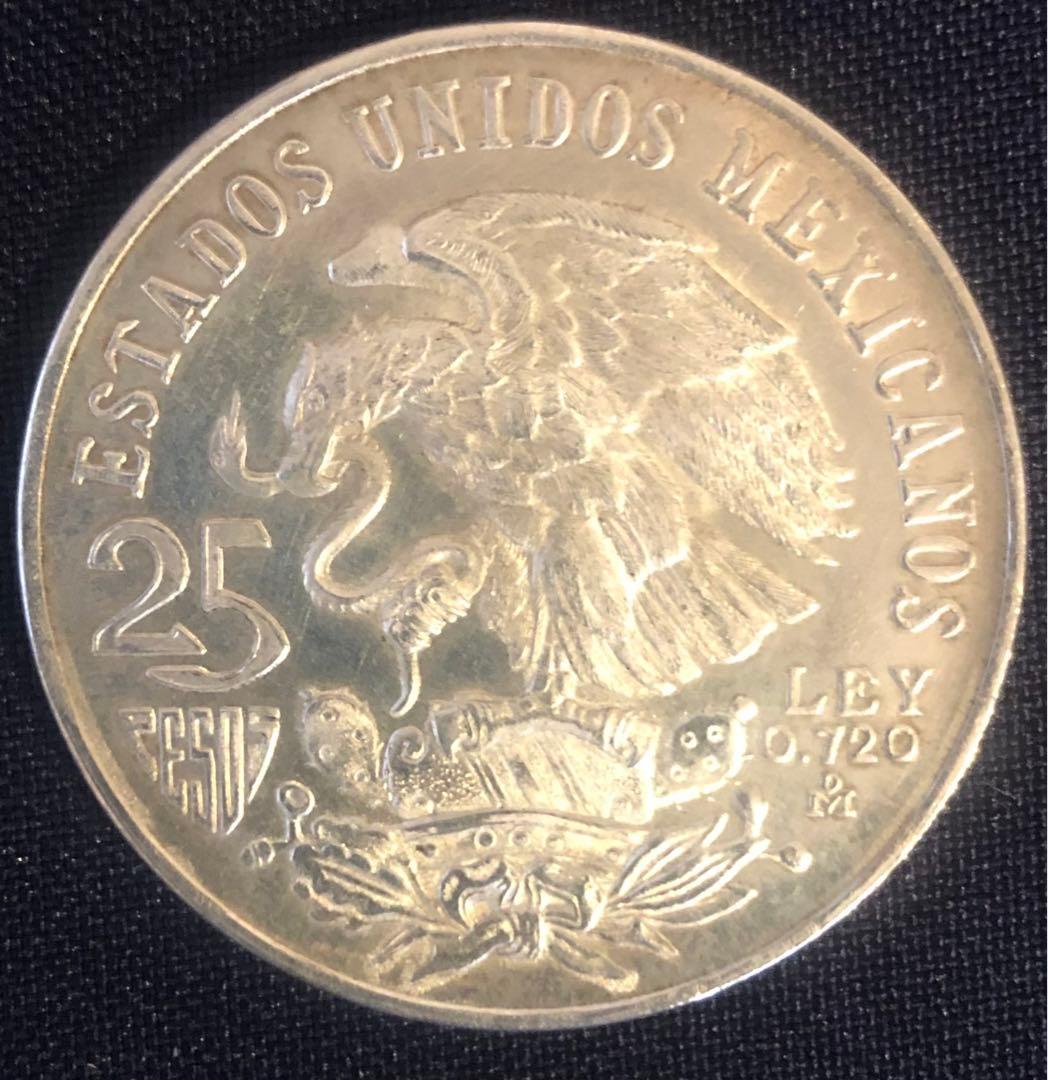 ESTADOS UNIDOS MEXICANOS
25
PESOS
LEY
0.720
Mo